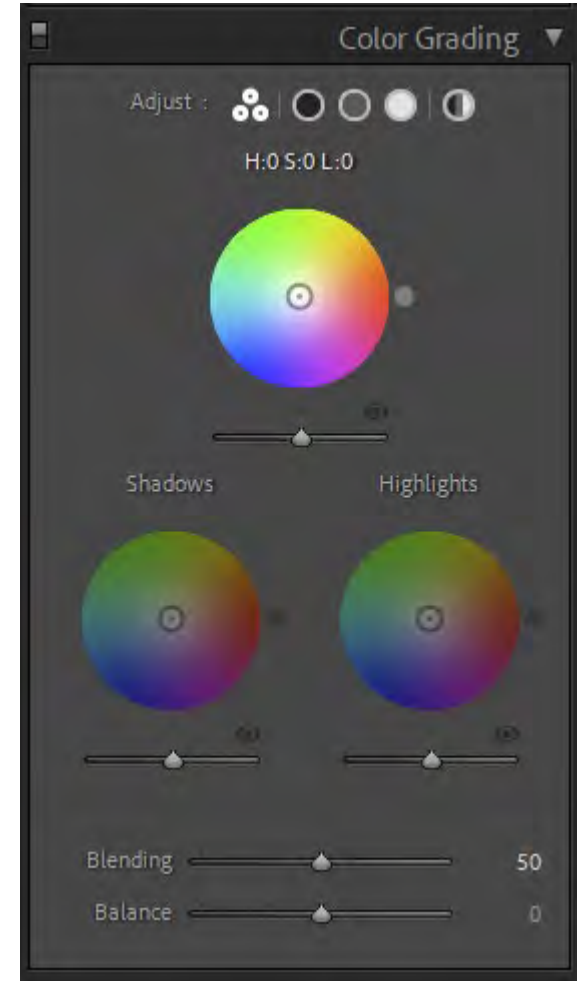 Color Grading
Adjust :
H:0 S:0 L:0
Shadows Highlights
Blending 50
Balance 0